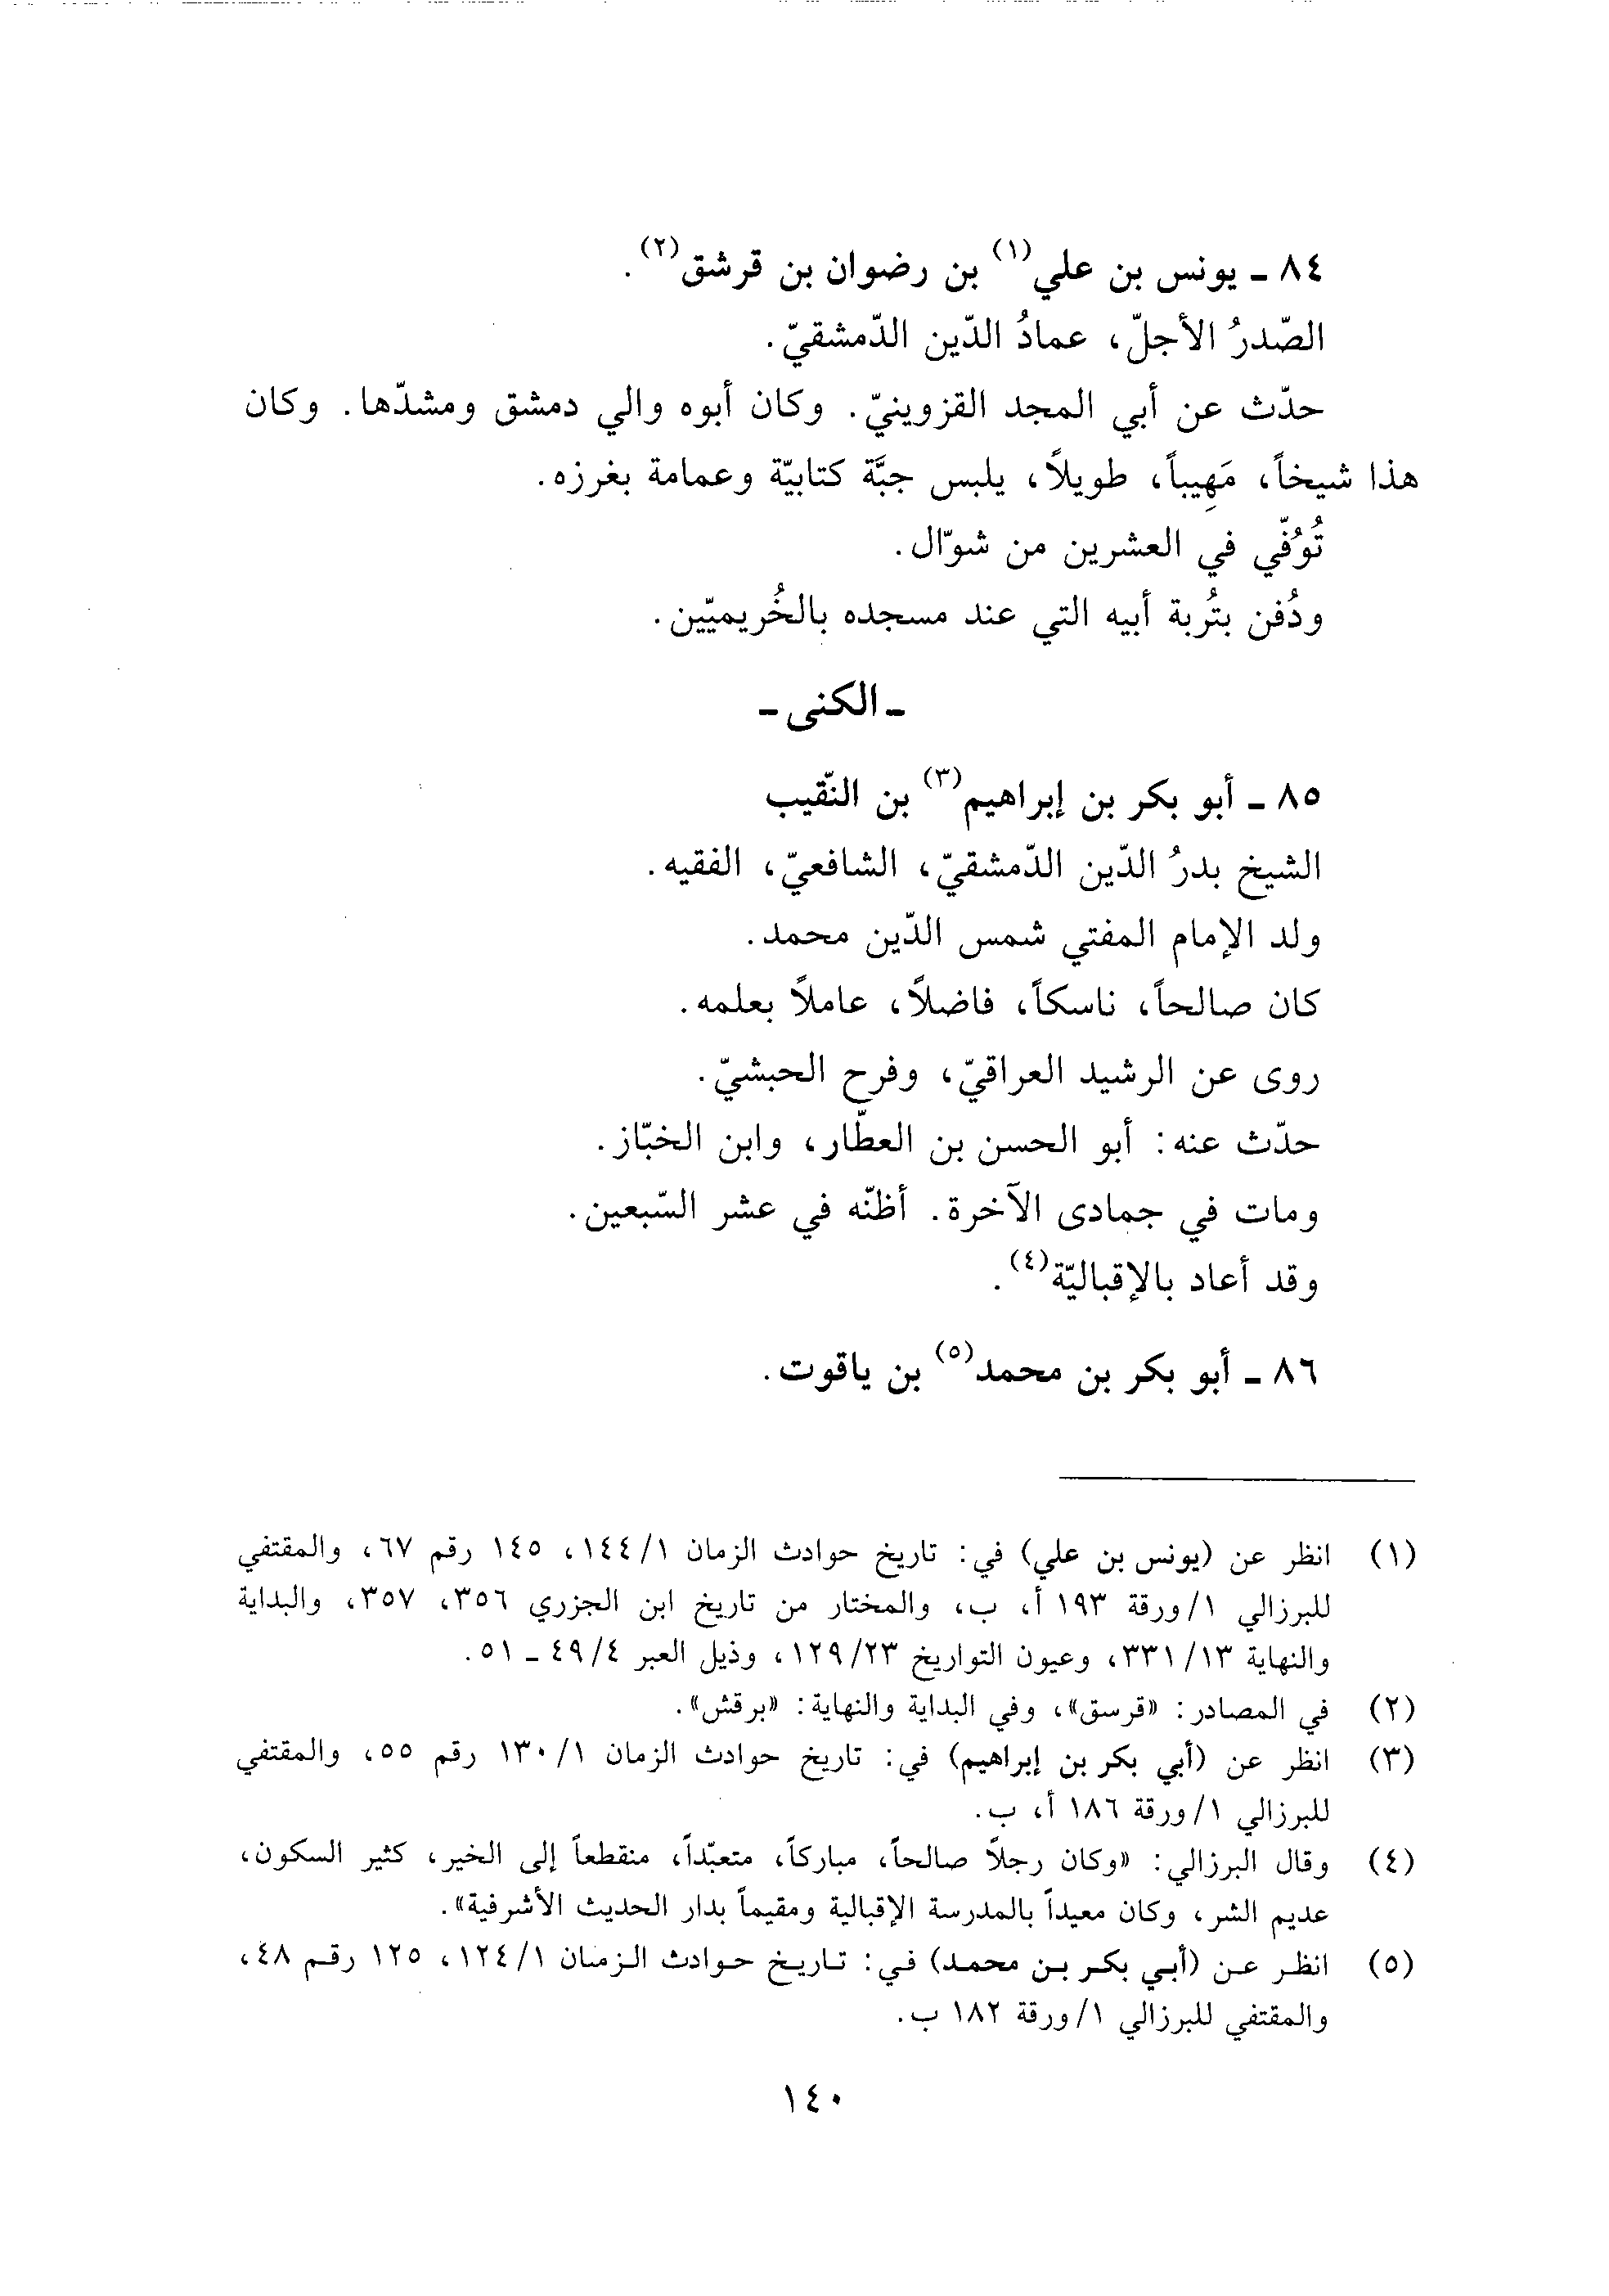 ٨٤ ـ يونس بن علي(١) بن رضوان بن قرشق(٢).
الصّدرُ الأجلّ، عمادُ الدّين الدّمشقيّ.
حدّث عن أبي المجد القزوينيّ. وكان أبوه والي دمشق ومشدّها. وكان
هذا شيخاً، مَهِيباً، طويلاً، يلبس جبَّة كتابيّة وعمامة بغرزه.
تُوُفّي في العشرين من شوّال.
ودُفن بتُربة أبيه التي عند مسجده بالخُريميّين.
ـ الكنى ـ
٨٥ ـ أبو بكر بن إبراهيم(٣) بن النّقيب
الشيخ بدرُ الدّين الدّمشقيّ، الشافعيّ، الفقيه.
ولد الإمام المفتي شمس الدّين محمد.
كان صالحاً، ناسكاً، فاضلاً، عاملاً بعلمه.
روى عن الرشيد العراقيّ، وفرح الحبشيّ.
حدّث عنه: أبو الحسن بن العطّار، وابن الخبّاز.
ومات في جمادى الآخرة. أظنّه في عشر السّبعين.
وقد أعاد بالإقباليّة(٤).
٨٦ ـ أبو بكر بن محمد(٥) بن ياقوت.
(١) انظر عن (يونس بن علي) في: تاريخ حوادث الزمان ١/١٤٤، ١٤٥ رقم ٦٧، والمقتفي
للبرزالي ١/ورقة ١٩٣ أ، ب، والمختار من تاريخ ابن الجزري ٣٥٦، ٣٥٧، والبداية
والنهاية ١٣/٣٣١، وعيون التواريخ ٢٣/١٢٩، وذيل العبر ٤/٤٩ ـ ٥١.
(٢) في المصادر: «قرسق»، وفي البداية والنهاية: «برقش».
(٣) انظر عن (أبي بكر بن إبراهيم) في: تاريخ حوادث الزمان ١/١٣٠ رقم ٥٥، والمقتفي
للبرزالي ١/ورقة ١٨٦ أ، ب.
(٤) وقال البرزالي: «وكان رجلاً صالحاً، مباركاً، متعبّداً، منقطعاً إلى الخير، كثير السكون،
عديم الشر، وكان معيداً بالمدرسة الإقبالية ومقيماً بدار الحديث الأشرفية».
(٥) انظر عن (أبي بكر بن محمد) في: تاريخ حوادث الزمان ١/١٢٤، ١٢٥ رقم ٤٨،
والمقتفي للبرزالي ١/ورقة ١٨٢ ب.
١٤٠